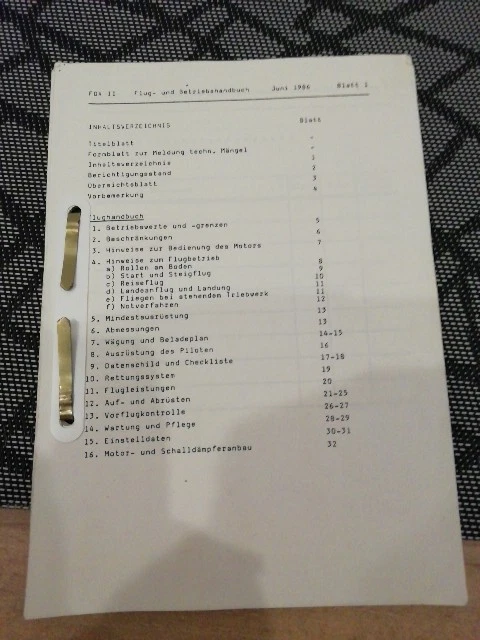 FOX II Flug- und Betriebshandbuch Juni 1986 Blatt 1
INHALTSVERZEICHNIS Blatt
Titelblatt -
Formblatt zur Meldung techn. Mängel -
Inhaltsverzeichnis 1
Berichtigungsstand 2
Übersichtsblatt 3
Vorbemerkung 4
Flughandbuch
1. Betriebswerte und -grenzen 5
2. Beschränkungen 6
3. Hinweise zur Bedienung des Motors 7
4. Hinweise zum Flugbetrieb
a) Rollen am Boden 8
b) Start und Steigflug 9
c) Reiseflug 10
d) Landeanflug und Landung 11
e) Fliegen bei stehendem Triebwerk 11
f) Notverfahren 12
5. Mindestausrüstung 13
6. Abmessungen 13
7. Wägung und Beladeplan 14-15
8. Ausrüstung des Piloten 16
9. Datenschild und Checkliste 17-18
10. Rettungssystem 19
11. Flugleistungen 20
12. Auf- und Abrüsten 21-25
13. Vorflugkontrolle 26-27
14. Wartung und Pflege 28-29
15. Einstelldaten 30-31
16. Motor- und Schalldämpferanbau 32